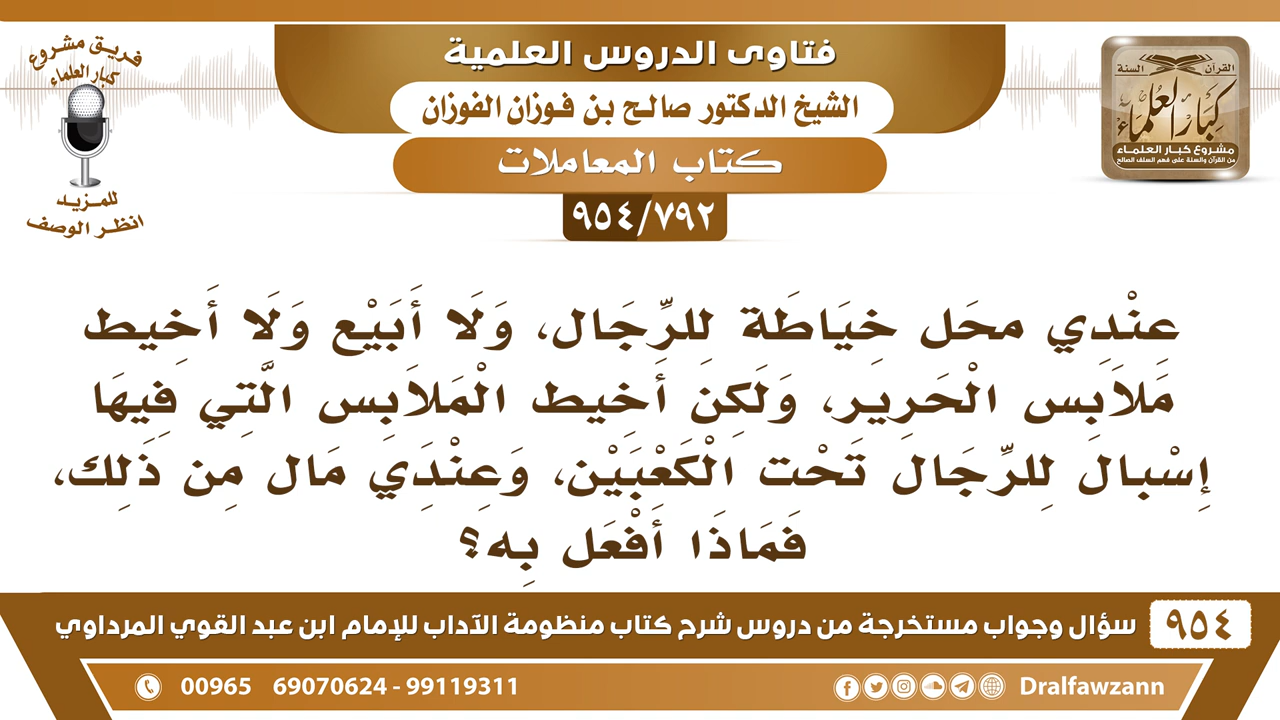 فتاوى الدروس العلمية
الشيخ الدكتور صالح بن فوزان الفوزان
كتاب المعاملات
٩٥٤/٧٩٢
القرآن السنة
كبار العلماء
مشروع كبار العلماء
من القرآن والسنة على فهم السلف الصالح
فريق مشروع
كبار العلماء
للمزيد
انظر الوصف
عِنْدِي محَل خِيَاطَة للرِّجَال، وَلَا أَبَيْع وَلَا أَخِيط
مَلَابِس الْحَرِير، وَلَكِن أَخِيط الْمَلَابِس الَّتِي فِيهَا
إِسْبال لِلرِّجَال تَحْت الْكَعْبَيْن، وَعِنْدِي مَال مِن ذَلِك،
فَمَاذَا أَفْعَل بِه؟
٩٥٤ سؤال وجواب مستخرجة من دروس شرح كتاب منظومة الآداب للإمام ابن عبد القوي المرداوي
00965 69070624 - 99119311
Dralfawzann